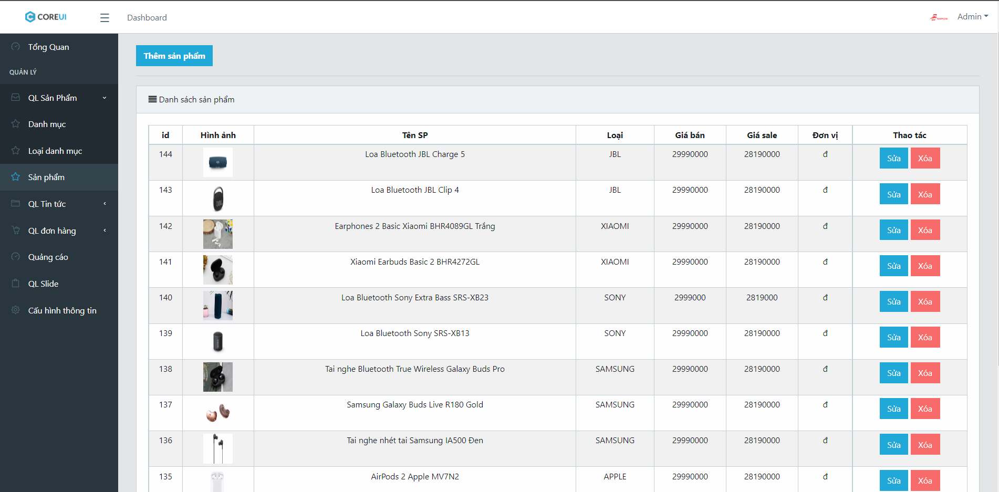 COREUI
Dashboard
Admin
Tổng Quan
QUẢN LÝ
QL Sản Phẩm
Danh mục
Loại danh mục
Sản phẩm
QL Tin tức
QL đơn hàng
Quảng cáo
QL Slide
Cấu hình thông tin
Thêm sản phẩm
Danh sách sản phẩm
id Hình ảnh Tên SP Loại Giá bán Giá sale Đơn vị Thao tác
144 Loa Bluetooth JBL Charge 5 JBL 29990000 28190000 đ Sửa Xóa
143 Loa Bluetooth JBL Clip 4 JBL 29990000 28190000 đ Sửa Xóa
142 Earphones 2 Basic Xiaomi BHR4089GL Trắng XIAOMI 29990000 28190000 đ Sửa Xóa
141 Xiaomi Earbuds Basic 2 BHR4272GL XIAOMI 29990000 28190000 đ Sửa Xóa
140 Loa Bluetooth Sony Extra Bass SRS-XB23 SONY 2999000 2819000 đ Sửa Xóa
139 Loa Bluetooth Sony SRS-XB13 SONY 29990000 28190000 đ Sửa Xóa
138 Tai nghe Bluetooth True Wireless Galaxy Buds Pro SAMSUNG 29990000 28190000 đ Sửa Xóa
137 Samsung Galaxy Buds Live R180 Gold SAMSUNG 29990000 28190000 đ Sửa Xóa
136 Tai nghe nhét tai Samsung IA500 Đen SAMSUNG 29990000 28190000 đ Sửa Xóa
135 AirPods 2 Apple MV7N2 APPLE 29990000 28190000 đ Sửa Xóa